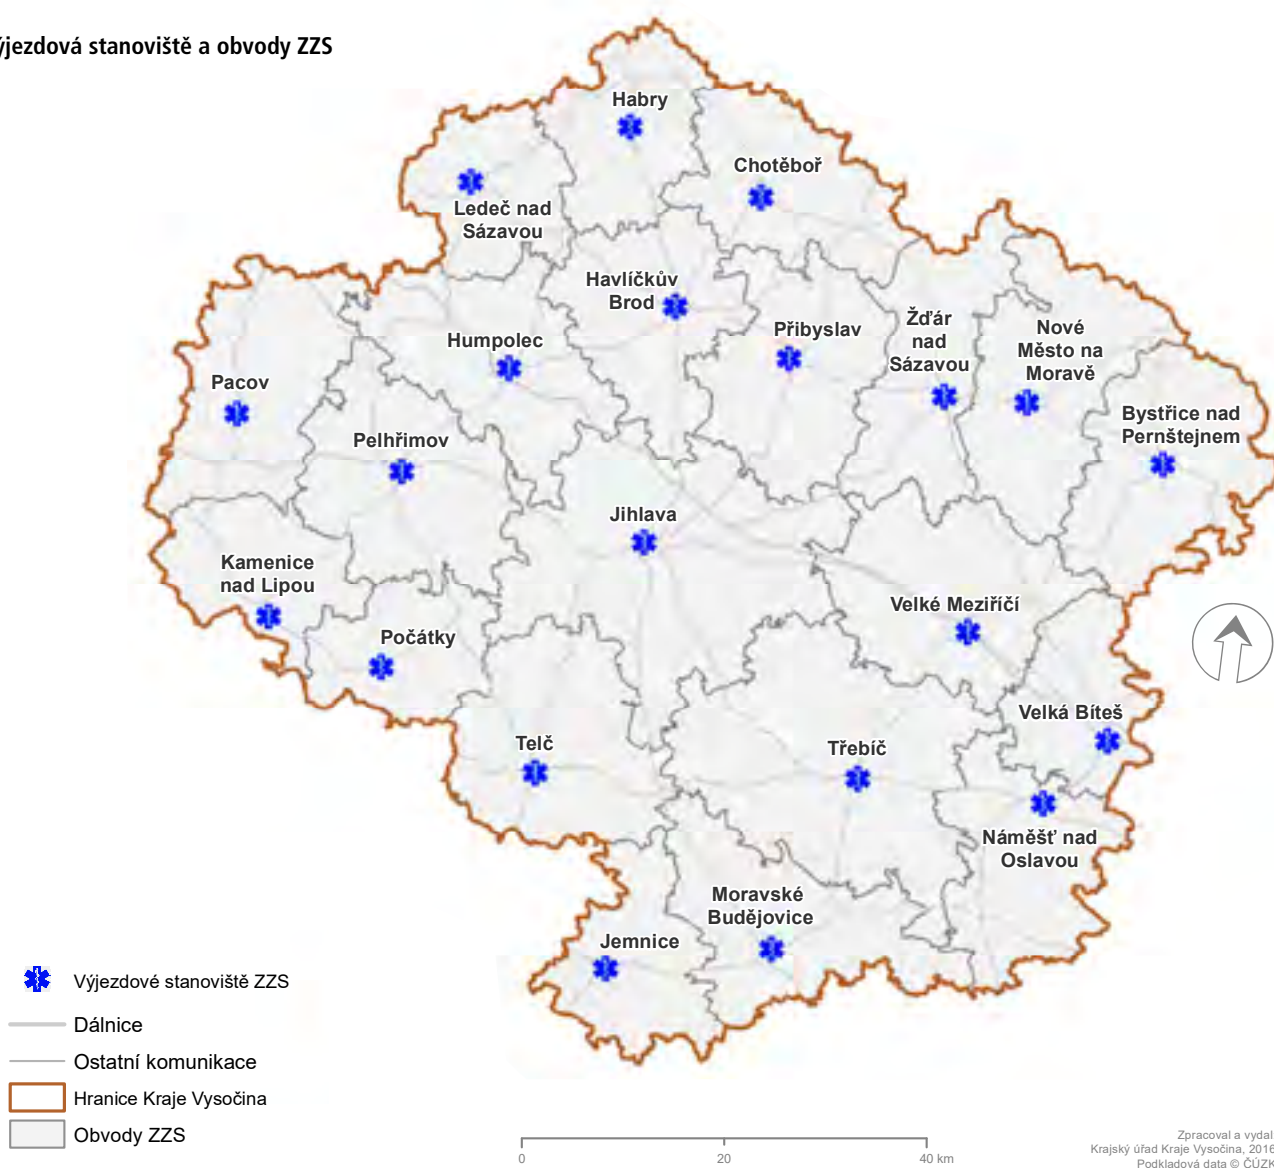 ýjezdová stanoviště a obvody ZZS
Habry
Chotěboř
Ledeč nad
Sázavou
Havlíčkův
Brod
Přibyslav
Žďár
nad
Sázavou
Nové
Město na
Moravě
Humpolec
Pacov
Pelhřimov
Bystřice nad
Pernštejnem
Jihlava
Kamenice
nad Lipou
Velké Meziříčí
Počátky
Velká Bíteš
Telč
Třebíč
Náměšť nad
Oslavou
Moravské
Budějovice
Jemnice
Výjezdové stanoviště ZZS
Dálnice
Ostatní komunikace
Hranice Kraje Vysočina
Obvody ZZS
0 20 40 km
Zpracoval a vydal
Krajský úřad Kraje Vysočina, 2016
Podkladová data © ČÚZK